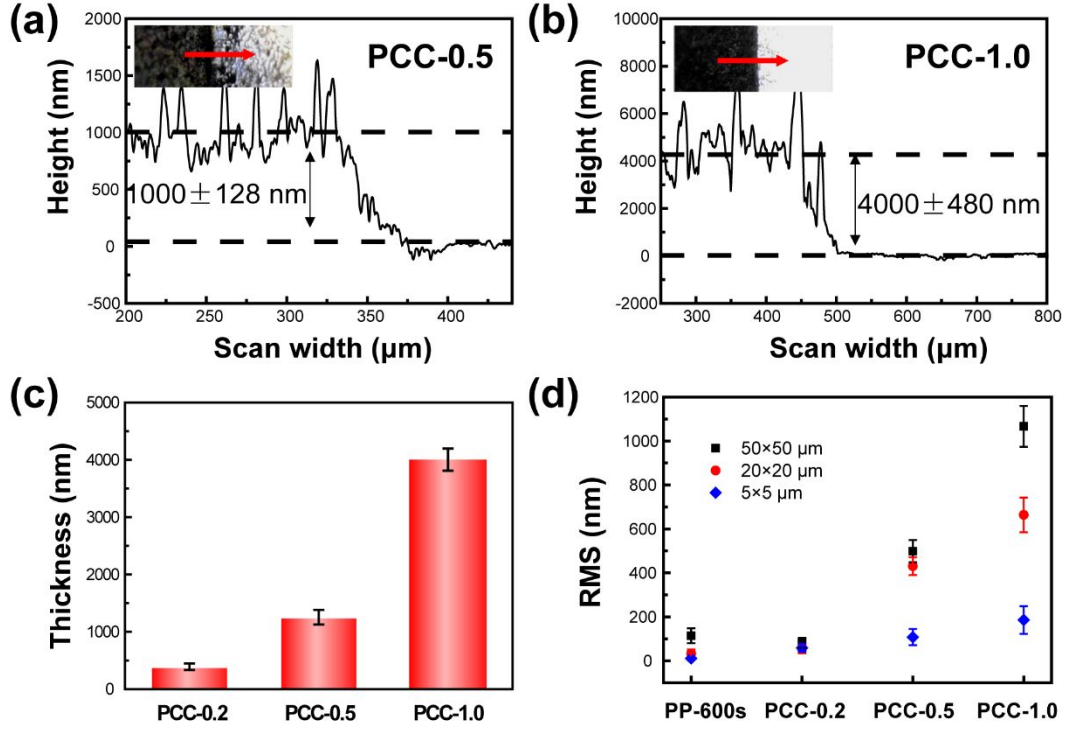 (a)
PCC-0.5
Height (nm)
2000
1500
1000
500
0
-500
1000±128 nm
200 250 300 350 400
Scan width (µm)
(b)
PCC-1.0
Height (nm)
10000
8000
6000
4000
2000
0
-2000
4000±480 nm
300 400 500 600 700 800
Scan width (µm)
(c)
Thickness (nm)
5000
4000
3000
2000
1000
0
PCC-0.2 PCC-0.5 PCC-1.0
(d)
RMS (nm)
1200
1000
800
600
400
200
0
50×50 µm
20×20 µm
5×5 µm
PP-600s PCC-0.2 PCC-0.5 PCC-1.0